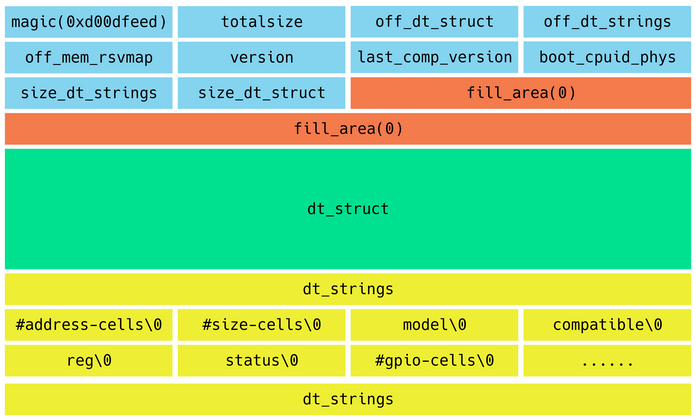 magic(0xd00dfeed) totalsize off_dt_struct off_dt_strings
off_mem_rsvmap version last_comp_version boot_cpuid_phys
size_dt_strings size_dt_struct fill_area(0)
fill_area(0)
dt_struct
dt_strings
#address-cells\0 #size-cells\0 model\0 compatible\0
reg\0 status\0 #gpio-cells\0 ......
dt_strings